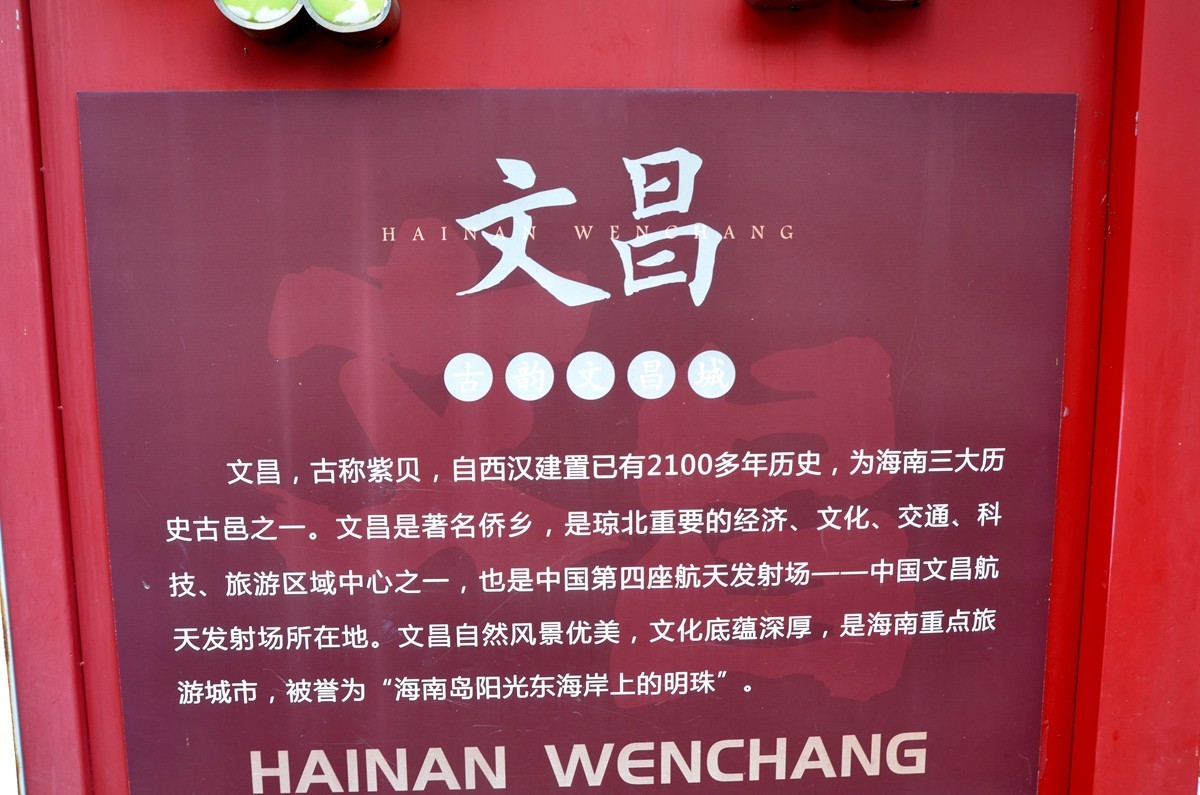 文昌
HAINAN WENCHANG
古韵文昌城
文昌，古称紫贝，自西汉建置已有2100多年历史，为海南三大历
史古邑之一。文昌是著名侨乡，是琼北重要的经济、文化、交通、科
技、旅游区域中心之一，也是中国第四座航天发射场——中国文昌航
天发射场所在地。文昌自然风景优美，文化底蕴深厚，是海南重点旅
游城市，被誉为“海南岛阳光东海岸上的明珠”。
HAINAN WENCHANG